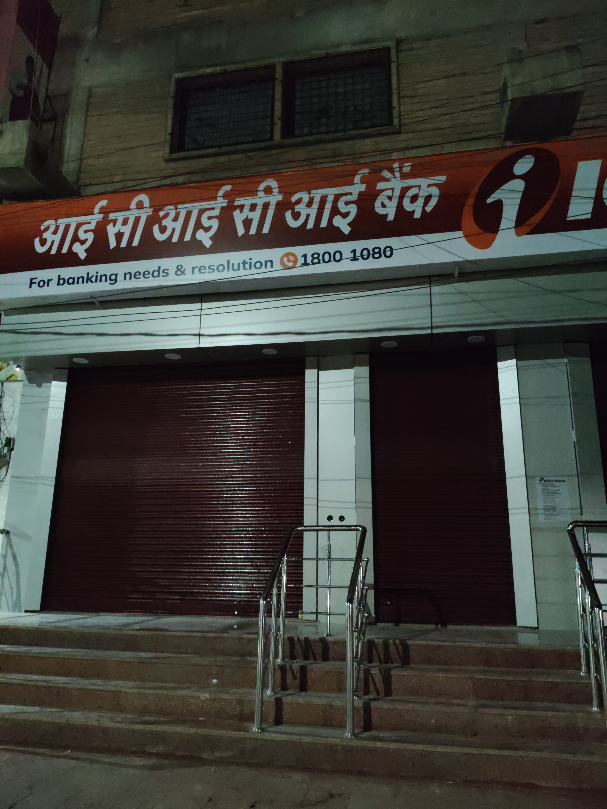 आई सी आई सी आई बैंक
For banking needs & resolution 1800 1080